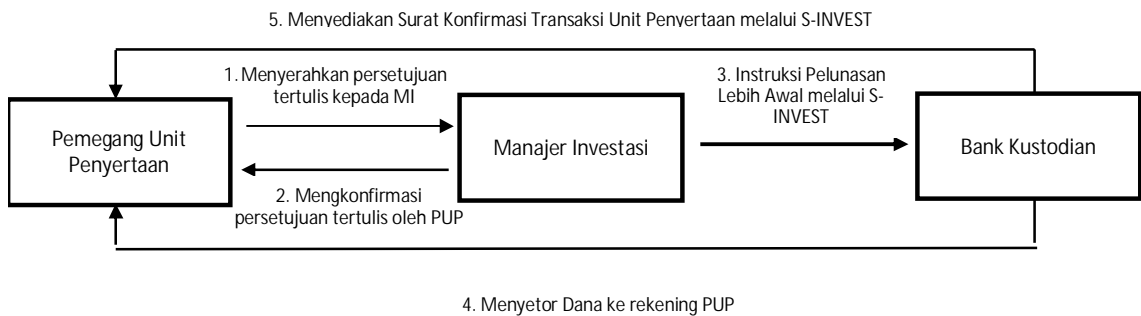 5. Menyediakan Surat Konfirmasi Transaksi Unit Penyertaan melalui S-INVEST
1. Menyerahkan persetujuan
tertulis kepada MI
3. Instruksi Pelunasan
Lebih Awal melalui S-
INVEST
Pemegang Unit
Penyertaan
Manajer Investasi
Bank Kustodian
2. Mengkonfirmasi
persetujuan tertulis oleh PUP
4. Menyetor Dana ke rekening PUP